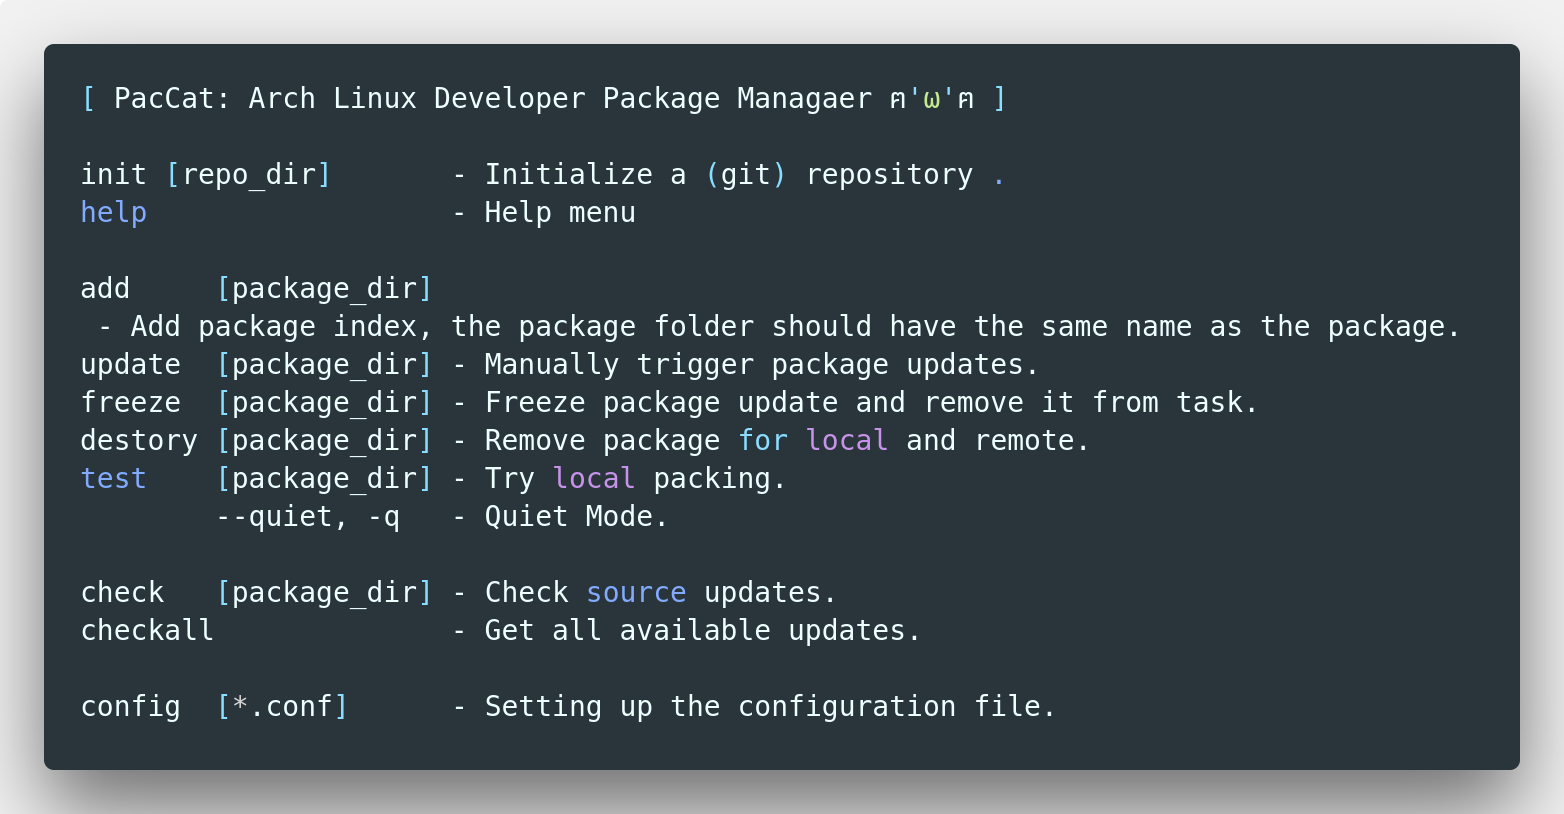 [ PacCat: Arch Linux Developer Package Managaer ฅ'ω'ฅ ]
init [repo_dir]       - Initialize a (git) repository .
help                  - Help menu
add     [package_dir]
 - Add package index, the package folder should have the same name as the package.
update  [package_dir] - Manually trigger package updates.
freeze  [package_dir] - Freeze package update and remove it from task.
destory [package_dir] - Remove package for local and remote.
test    [package_dir] - Try local packing.
        --quiet, -q   - Quiet Mode.
check   [package_dir] - Check source updates.
checkall              - Get all available updates.
config  [*.conf]      - Setting up the configuration file.